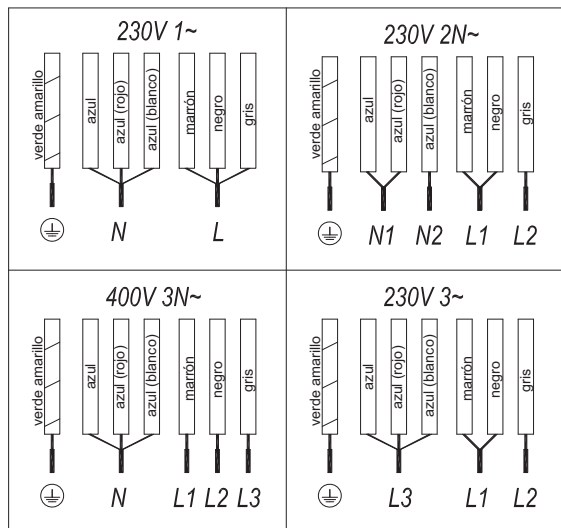 230V 1~
verde amarillo
azul
azul (rojo)
azul (blanco)
marrón
negro
gris
N L
230V 2N~
verde amarillo
azul
azul (rojo)
azul (blanco)
marrón
negro
gris
N1 N2 L1 L2
400V 3N~
verde amarillo
azul
azul (rojo)
azul (blanco)
marrón
negro
gris
N L1 L2 L3
230V 3~
verde amarillo
azul
azul (rojo)
azul (blanco)
marrón
negro
gris
L3 L1 L2